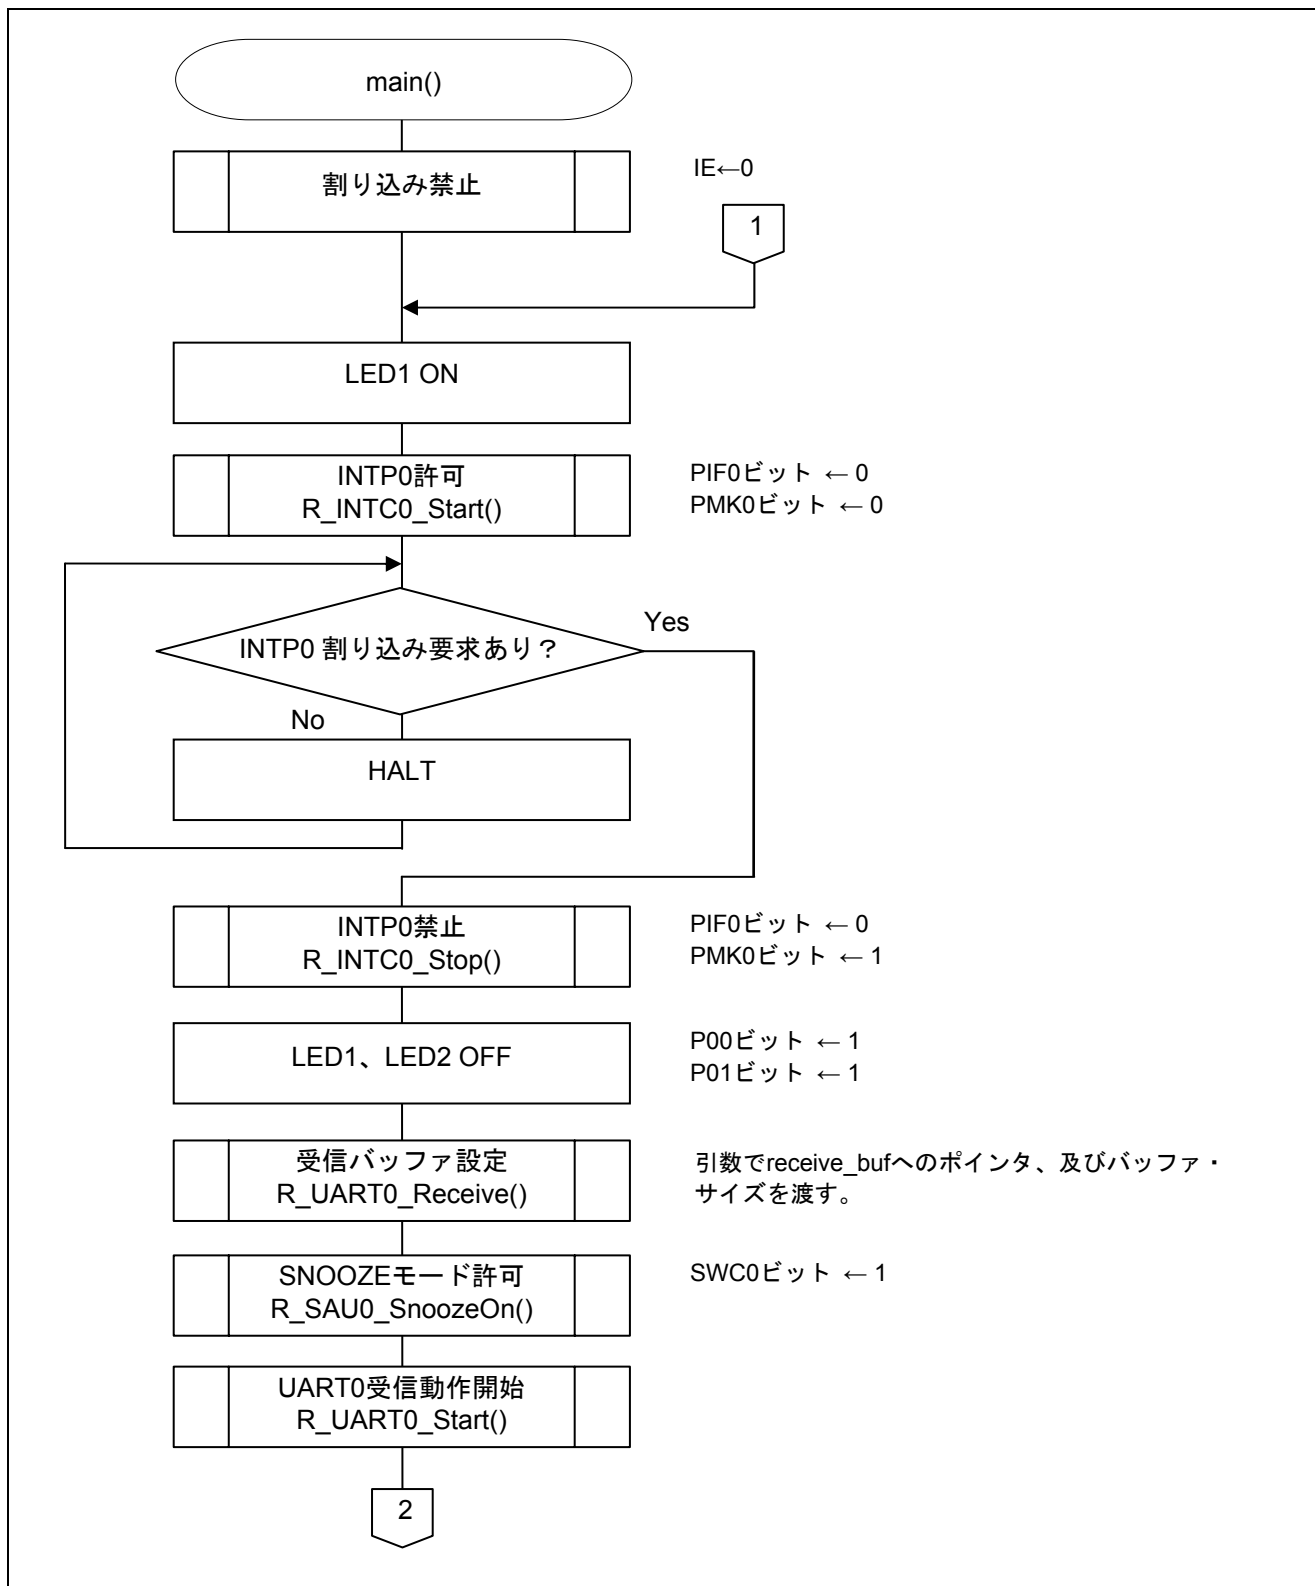 main()
割り込み禁止
IE←0
1
LED1 ON
INTP0許可
R_INTC0_Start()
PIF0ビット ← 0
PMK0ビット ← 0
INTP0 割り込み要求あり？
Yes
No
HALT
INTP0禁止
R_INTC0_Stop()
PIF0ビット ← 0
PMK0ビット ← 1
LED1、LED2 OFF
P00ビット ← 1
P01ビット ← 1
受信バッファ設定
R_UART0_Receive()
引数でreceive_bufへのポインタ、及びバッファ・
サイズを渡す。
SNOOZEモード許可
R_SAU0_SnoozeOn()
SWC0ビット ← 1
UART0受信動作開始
R_UART0_Start()
2